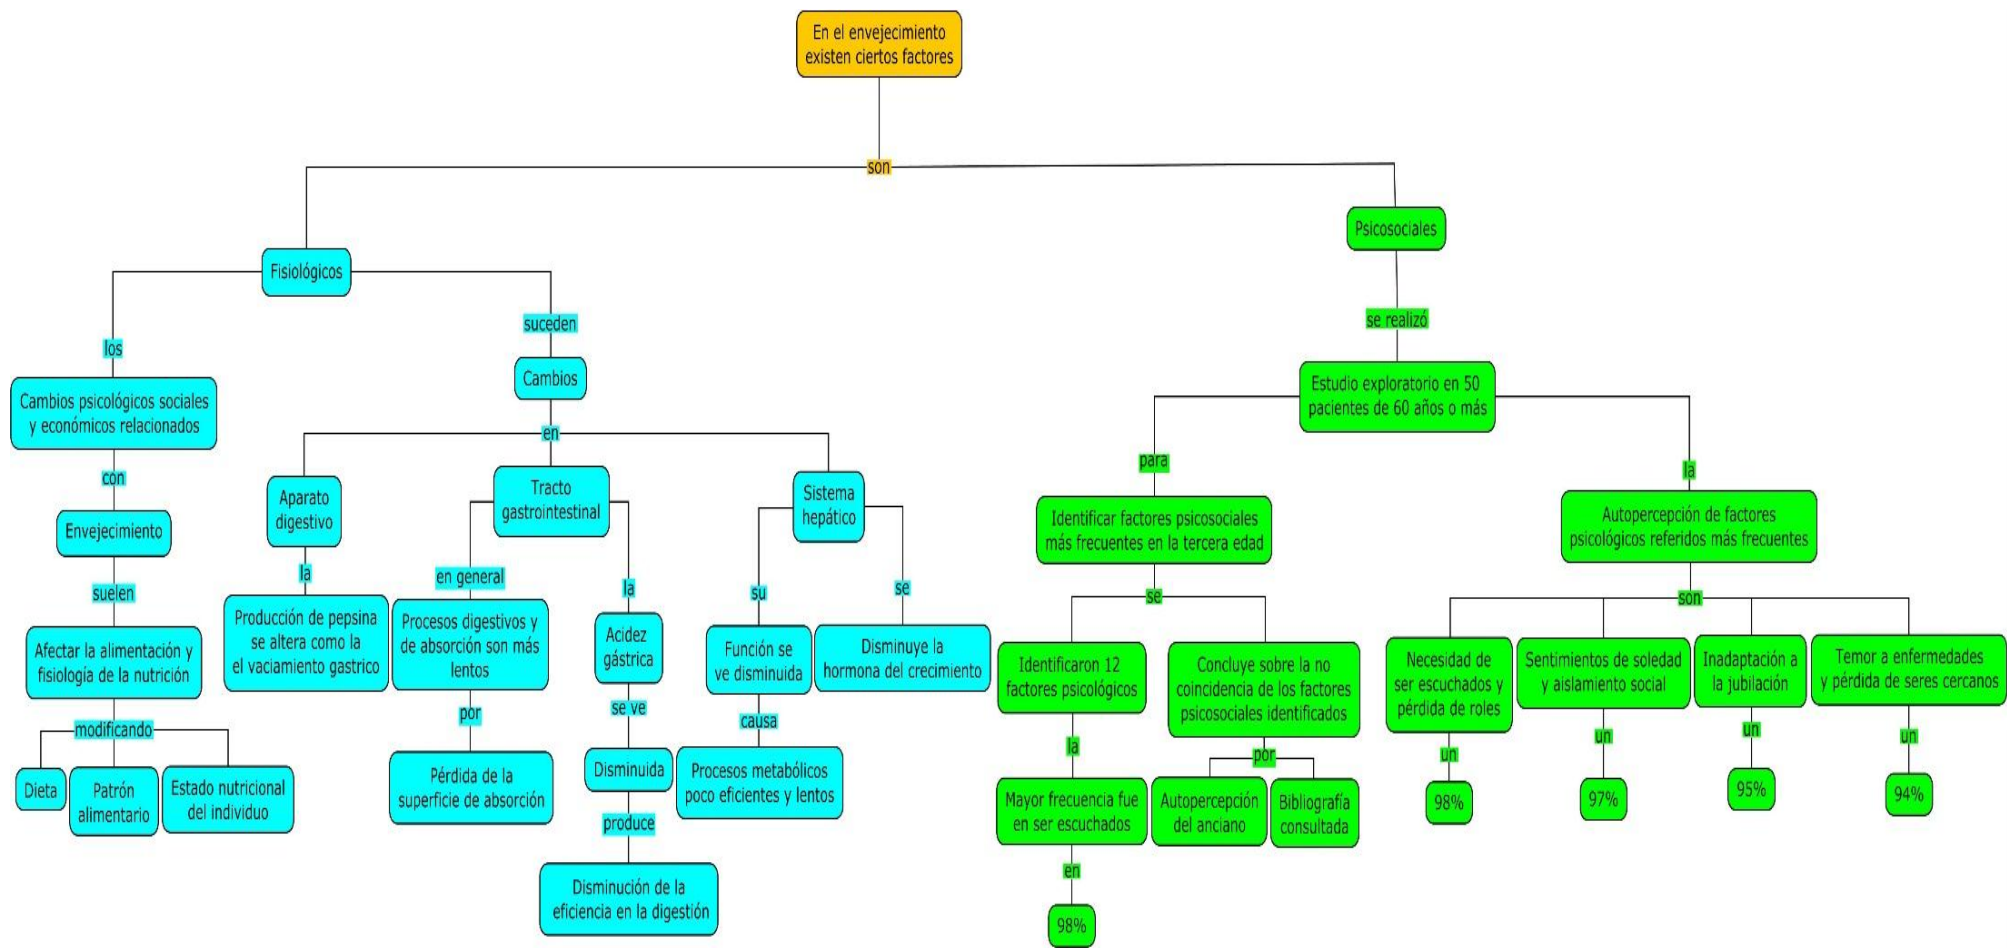 En el envejecimiento
existen ciertos factores
son
Fisiológicos
los
Cambios psicológicos sociales
y económicos relacionados
con
Envejecimiento
suelen
Afectar la alimentación y
fisiología de la nutrición
modificando
Dieta
Patrón
alimentario
Estado nutricional
del individuo
suceden
Cambios
en
Aparato
digestivo
la
Producción de pepsina
se altera como la
el vaciamiento gastrico
Tracto
gastrointestinal
en general
Procesos digestivos y
de absorción son más
lentos
por
Pérdida de la
superficie de absorción
la
Acidez
gástrica
se ve
Disminuida
produce
Disminución de la
eficiencia en la digestión
Sistema
hepático
su
Función se
ve disminuida
causa
Procesos metabólicos
poco eficientes y lentos
se
Disminuye la
hormona del crecimiento
Psicosociales
se realizó
Estudio exploratorio en 50
pacientes de 60 años o más
para
Identificar factores psicosociales
más frecuentes en la tercera edad
se
Identificaron 12
factores psicológicos
la
Mayor frecuencia fue
en ser escuchados
en
98%
Concluye sobre la no
coincidencia de los factores
psicosociales identificados
por
Autopercepción
del anciano
Bibliografía
consultada
la
Autopercepción de factores
psicológicos referidos más frecuentes
son
Necesidad de
ser escuchados y
pérdida de roles
un
98%
Sentimientos de soledad
y aislamiento social
un
97%
Inadaptación a
la jubilación
un
95%
Temor a enfermedades
y pérdida de seres cercanos
un
94%